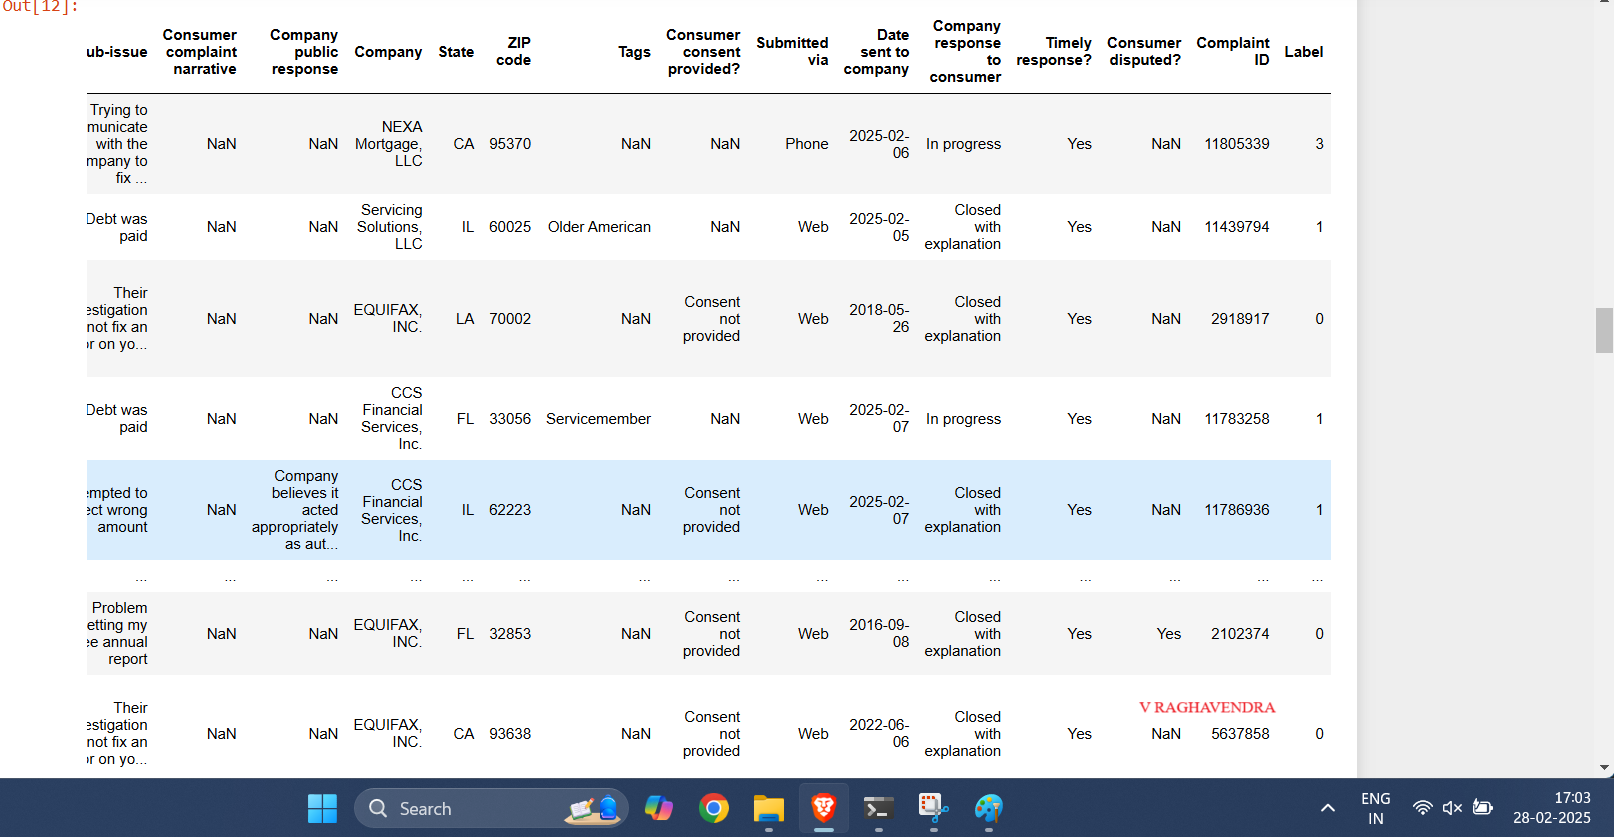 Out[12]:
ub-issue Consumer complaint narrative Company public response Company State ZIP code Tags Consumer consent provided? Submitted via Date sent to company Company response to consumer Timely response? Consumer disputed? Complaint ID Label
Trying to municate with the mpany to fix ... NaN NaN NEXA Mortgage, LLC CA 95370 NaN NaN Phone 2025-02-06 In progress Yes NaN 11805339 3
Debt was paid NaN NaN Servicing Solutions, LLC IL 60025 Older American NaN Web 2025-02-05 Closed with explanation Yes NaN 11439794 1
Their estigation not fix an or on yo... NaN NaN EQUIFAX, INC. LA 70002 NaN Consent not provided Web 2018-05-26 Closed with explanation Yes NaN 2918917 0
Debt was paid NaN NaN CCS Financial Services, Inc. FL 33056 Servicemember NaN Web 2025-02-07 In progress Yes NaN 11783258 1
empted to ect wrong amount NaN Company believes it acted appropriately as aut... CCS Financial Services, Inc. IL 62223 NaN Consent not provided Web 2025-02-07 Closed with explanation Yes NaN 11786936 1
... ... ... ... ... ... ... ... ... ... ... ... ... ... ...
Problem etting my ee annual report NaN NaN EQUIFAX, INC. FL 32853 NaN Consent not provided Web 2016-09-08 Closed with explanation Yes Yes 2102374 0
V RAGHAVENDRA
Their estigation not fix an or on yo... NaN NaN EQUIFAX, INC. CA 93638 NaN Consent not provided Web 2022-06-06 Closed with explanation Yes NaN 5637858 0
Search
ENG
IN
17:03
28-02-2025